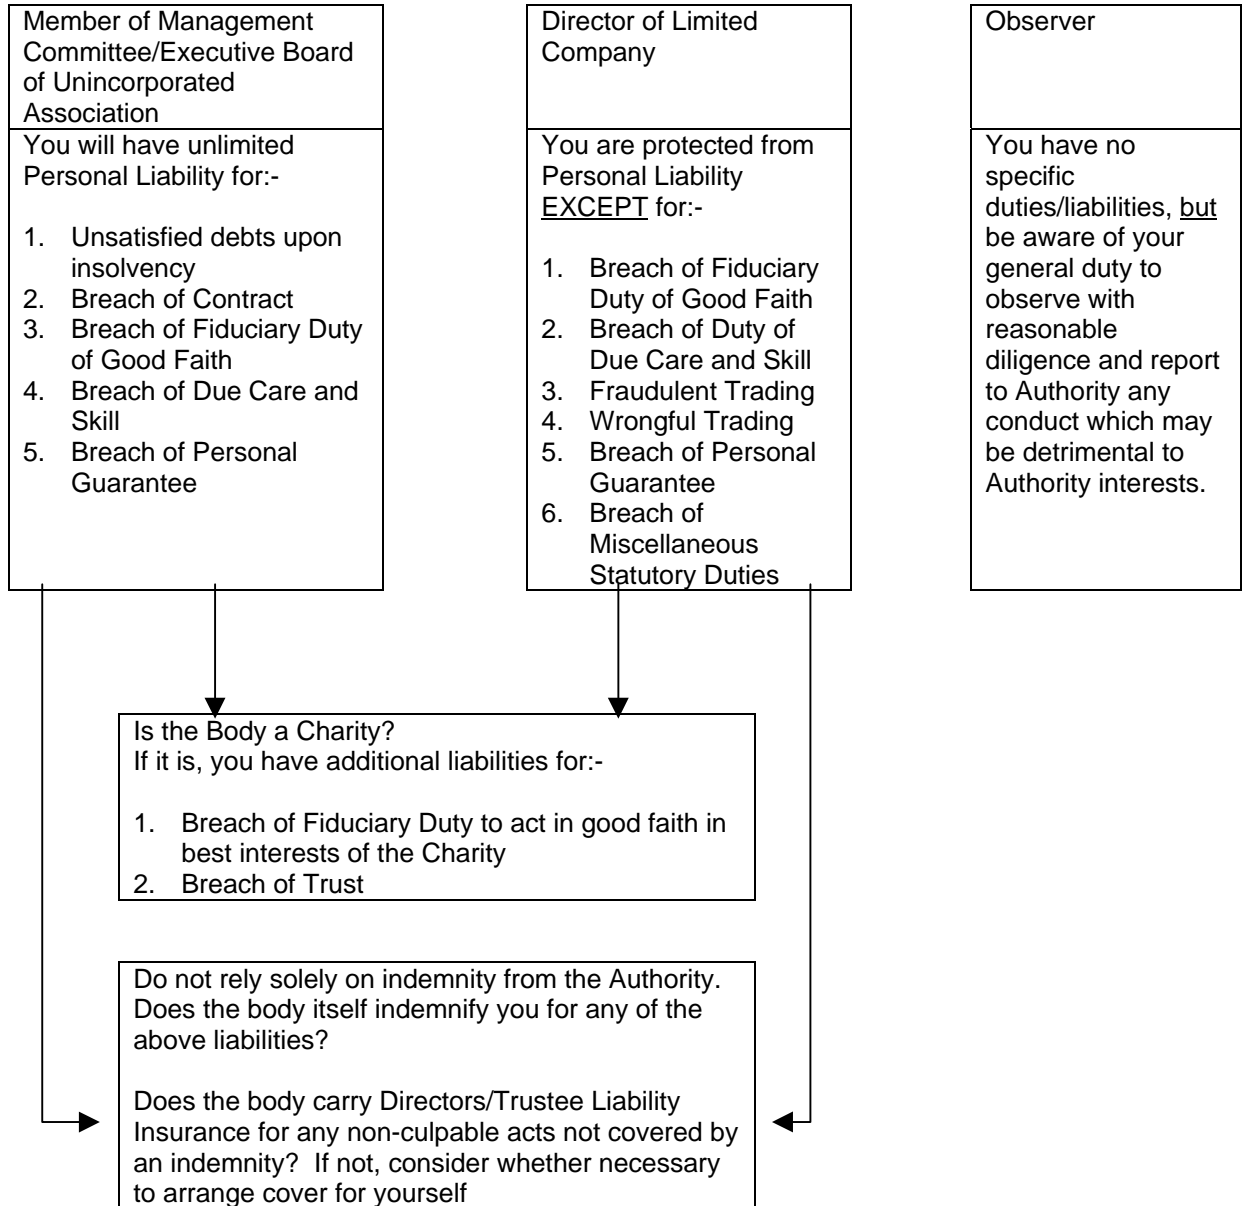 Member of Management
Committee/Executive Board
of Unincorporated
Association
You will have unlimited
Personal Liability for:-
1. Unsatisfied debts upon
insolvency
2. Breach of Contract
3. Breach of Fiduciary Duty
of Good Faith
4. Breach of Due Care and
Skill
5. Breach of Personal
Guarantee
Director of Limited
Company
You are protected from
Personal Liability
EXCEPT for:-
1. Breach of Fiduciary
Duty of Good Faith
2. Breach of Duty of
Due Care and Skill
3. Fraudulent Trading
4. Wrongful Trading
5. Breach of Personal
Guarantee
6. Breach of
Miscellaneous
Statutory Duties
Observer
You have no
specific
duties/liabilities, but
be aware of your
general duty to
observe with
reasonable
diligence and report
to Authority any
conduct which may
be detrimental to
Authority interests.
Is the Body a Charity?
If it is, you have additional liabilities for:-
1. Breach of Fiduciary Duty to act in good faith in
best interests of the Charity
2. Breach of Trust
Do not rely solely on indemnity from the Authority.
Does the body itself indemnify you for any of the
above liabilities?
Does the body carry Directors/Trustee Liability
Insurance for any non-culpable acts not covered by
an indemnity? If not, consider whether necessary
to arrange cover for yourself